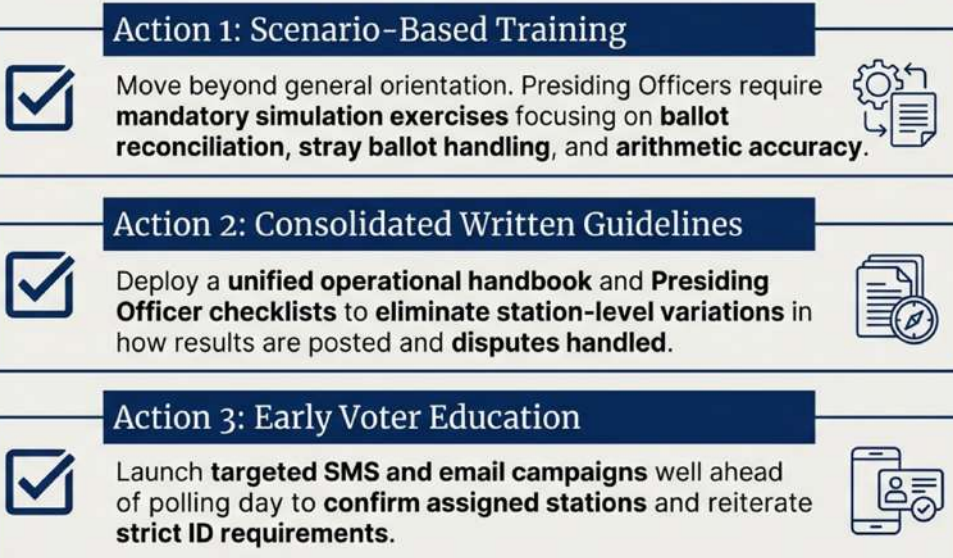 Action 1: Scenario-Based Training
Move beyond general orientation. Presiding Officers require
mandatory simulation exercises focusing on ballot
reconciliation, stray ballot handling, and arithmetic accuracy.
Action 2: Consolidated Written Guidelines
Deploy a unified operational handbook and Presiding
Officer checklists to eliminate station-level variations in
how results are posted and disputes handled.
Action 3: Early Voter Education
Launch targeted SMS and email campaigns well ahead
of polling day to confirm assigned stations and reiterate
strict ID requirements.